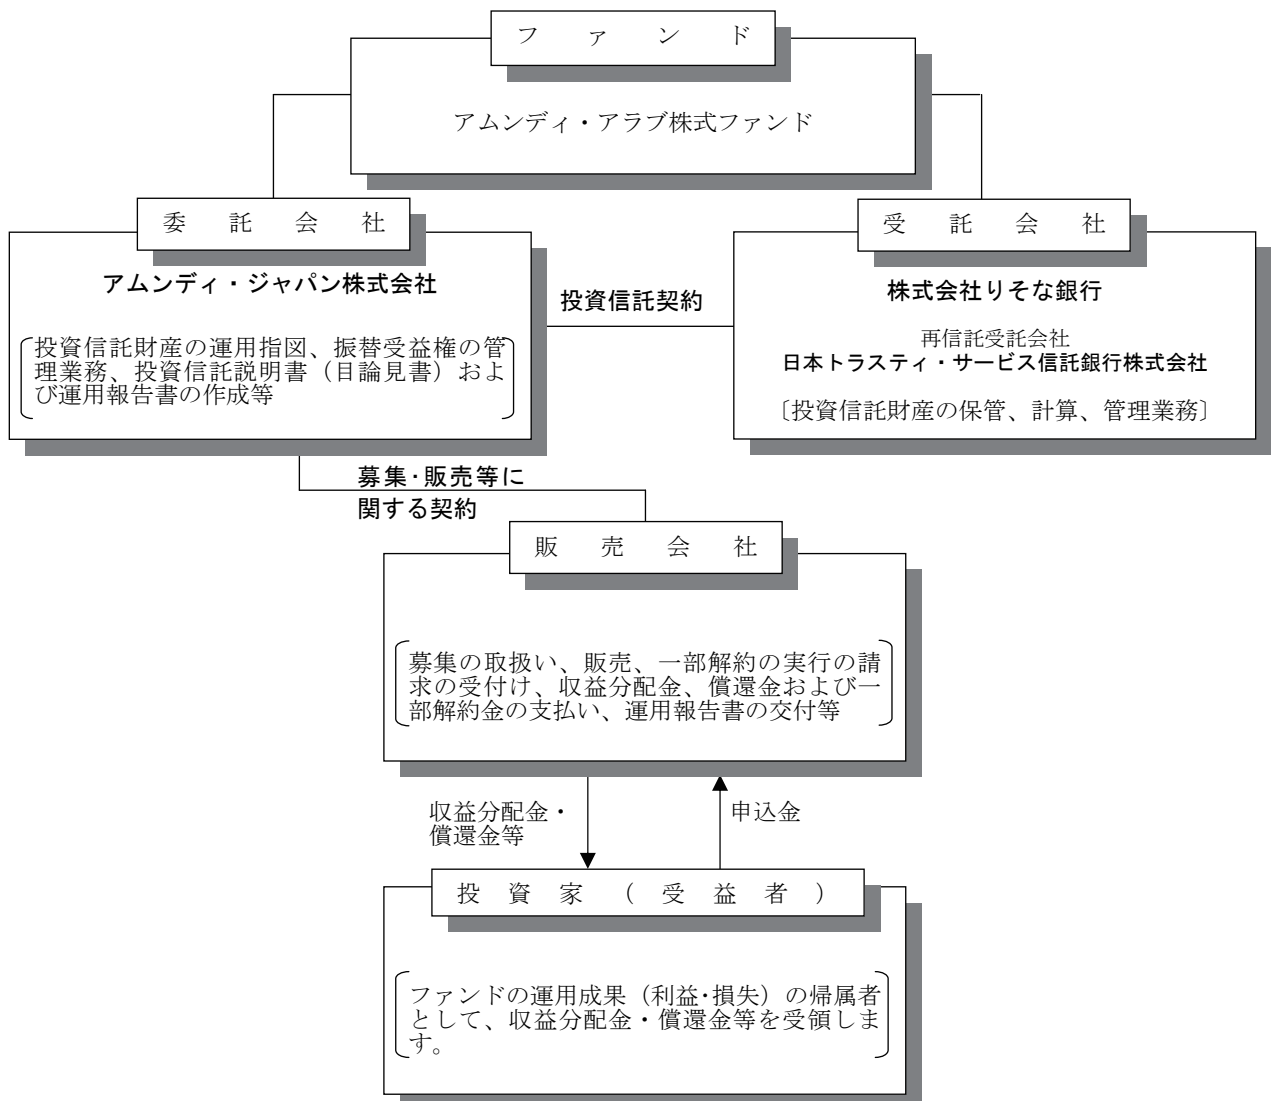 ファンド
アムンディ・アラブ株式ファンド
委託会社
アムンディ・ジャパン株式会社
投資信託財産の運用指図、振替受益権の管
理業務、投資信託説明書（目論見書）およ
び運用報告書の作成等
投資信託契約
受託会社
株式会社りそな銀行
再信託受託会社
日本トラスティ・サービス信託銀行株式会社
〔投資信託財産の保管、計算、管理業務〕
募集･販売等に
関する契約
販売会社
募集の取扱い、販売、一部解約の実行の請
求の受付け、収益分配金、償還金および一
部解約金の支払い、運用報告書の交付等
収益分配金・
償還金等
申込金
投資家（受益者）
ファンドの運用成果（利益･損失）の帰属者
として、収益分配金・償還金等を受領しま
す。